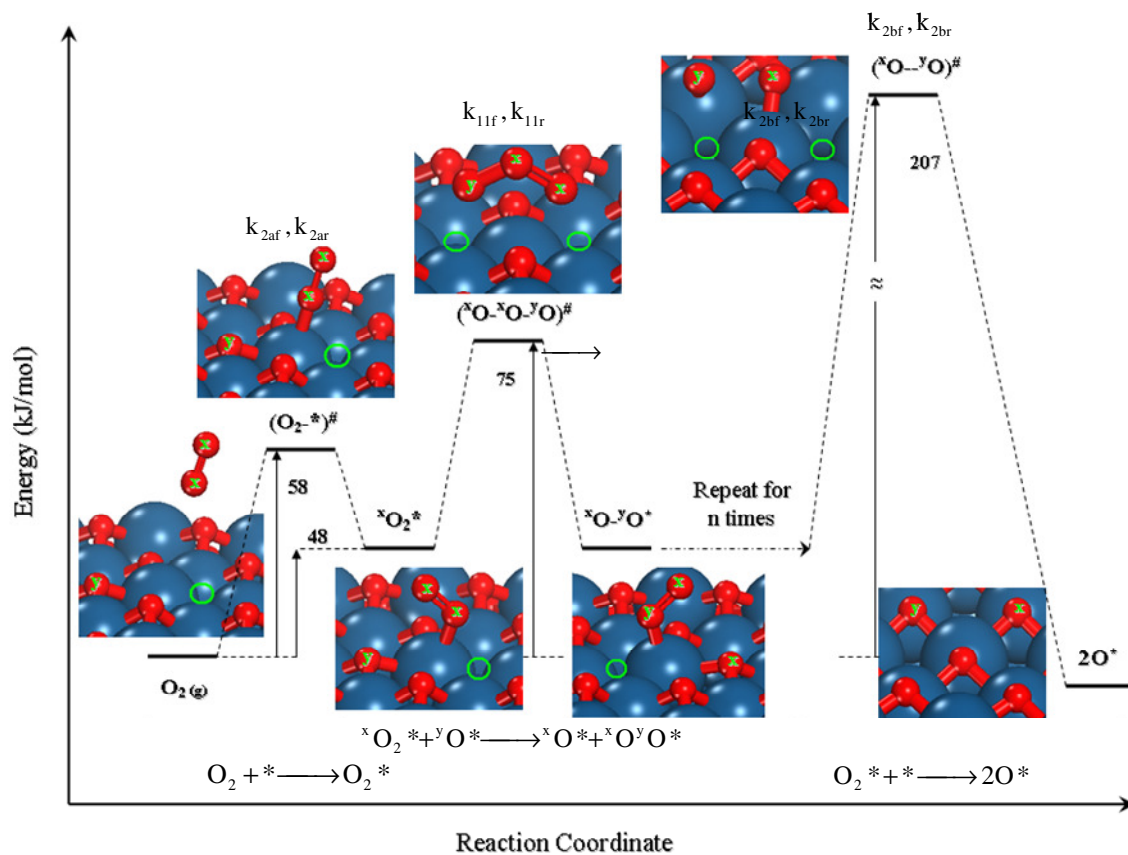 k₂bf , k₂br
(ˣO--ʸO)#
y
x
k₂bf , k₂br
207
k₁₁f , k₁₁r
x
y
x
(ˣO-ˣO-ʸO)#
75
k₂af , k₂ar
x
x
y
(O₂-*)#
58
48
x
x
y
O₂ (g)
ˣO₂*
x
x
y
ˣO-ʸO*
x
y
x
Repeat for
n times
≈
y
x
2O*
ˣO₂*+ʸO*⟶ˣO*+ˣOʸO*
O₂+*⟶O₂*
O₂*+*⟶2O*
Energy (kJ/mol)
Reaction Coordinate